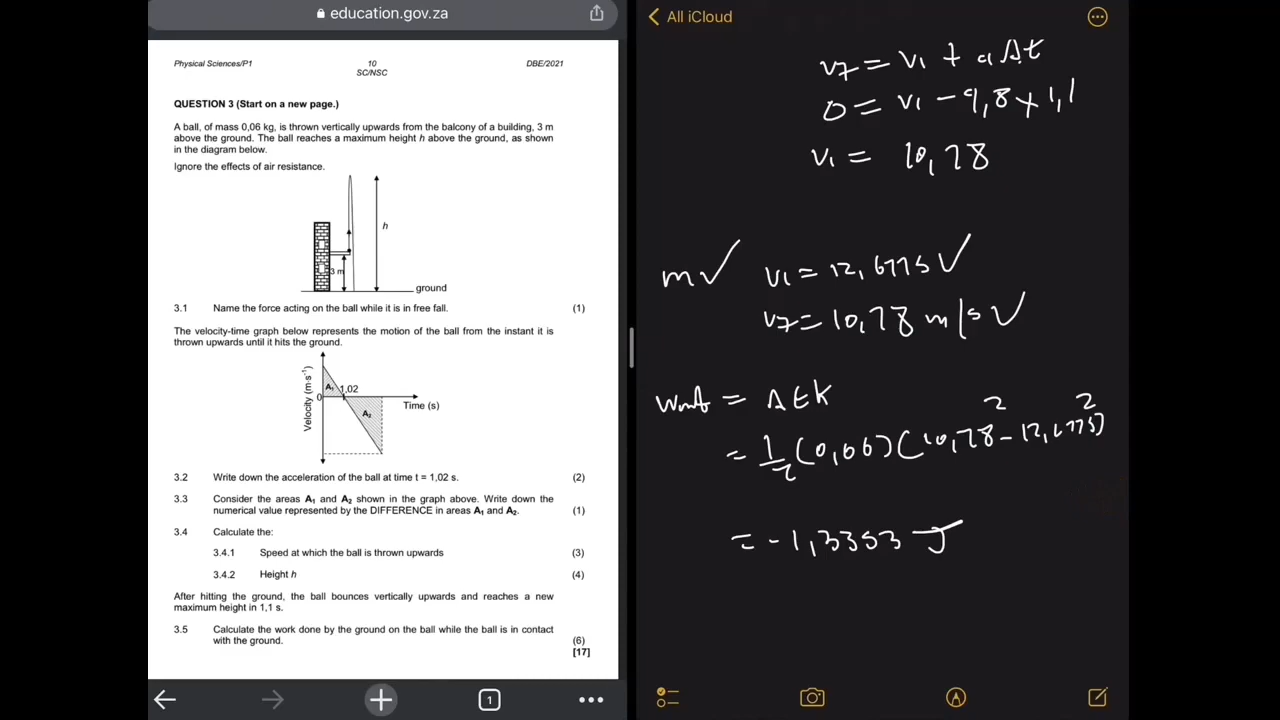 education.gov.za
Physical Sciences/P1
10
SC/NSC
DBE/2021
QUESTION 3 (Start on a new page.)
A ball, of mass 0,06 kg, is thrown vertically upwards from the balcony of a building, 3 m
above the ground. The ball reaches a maximum height h above the ground, as shown
in the diagram below.
Ignore the effects of air resistance.
h
3 m
ground
3.1 Name the force acting on the ball while it is in free fall. (1)
The velocity-time graph below represents the motion of the ball from the instant it is
thrown upwards until it hits the ground.
Velocity (m·s⁻¹)
0
A₁
1,02
A₂
Time (s)
3.2 Write down the acceleration of the ball at time t = 1,02 s. (2)
3.3 Consider the areas A₁ and A₂ shown in the graph above. Write down the
numerical value represented by the DIFFERENCE in areas A₁ and A₂. (1)
3.4 Calculate the:
3.4.1 Speed at which the ball is thrown upwards (3)
3.4.2 Height h (4)
After hitting the ground, the ball bounces vertically upwards and reaches a new
maximum height in 1,1 s.
3.5 Calculate the work done by the ground on the ball while the ball is in contact
with the ground. (6)
[17]
1
All iCloud
vf = vi + aΔt
0 = vi - 9,8 x 1,1
vi = 10,78
m✓ vi = 12,6775 ✓
vf = 10,78 m/s ✓
Wnet = ΔEK
= 1/2 (0,06)(10,78² - 12,6775²)
= -1,3353 J